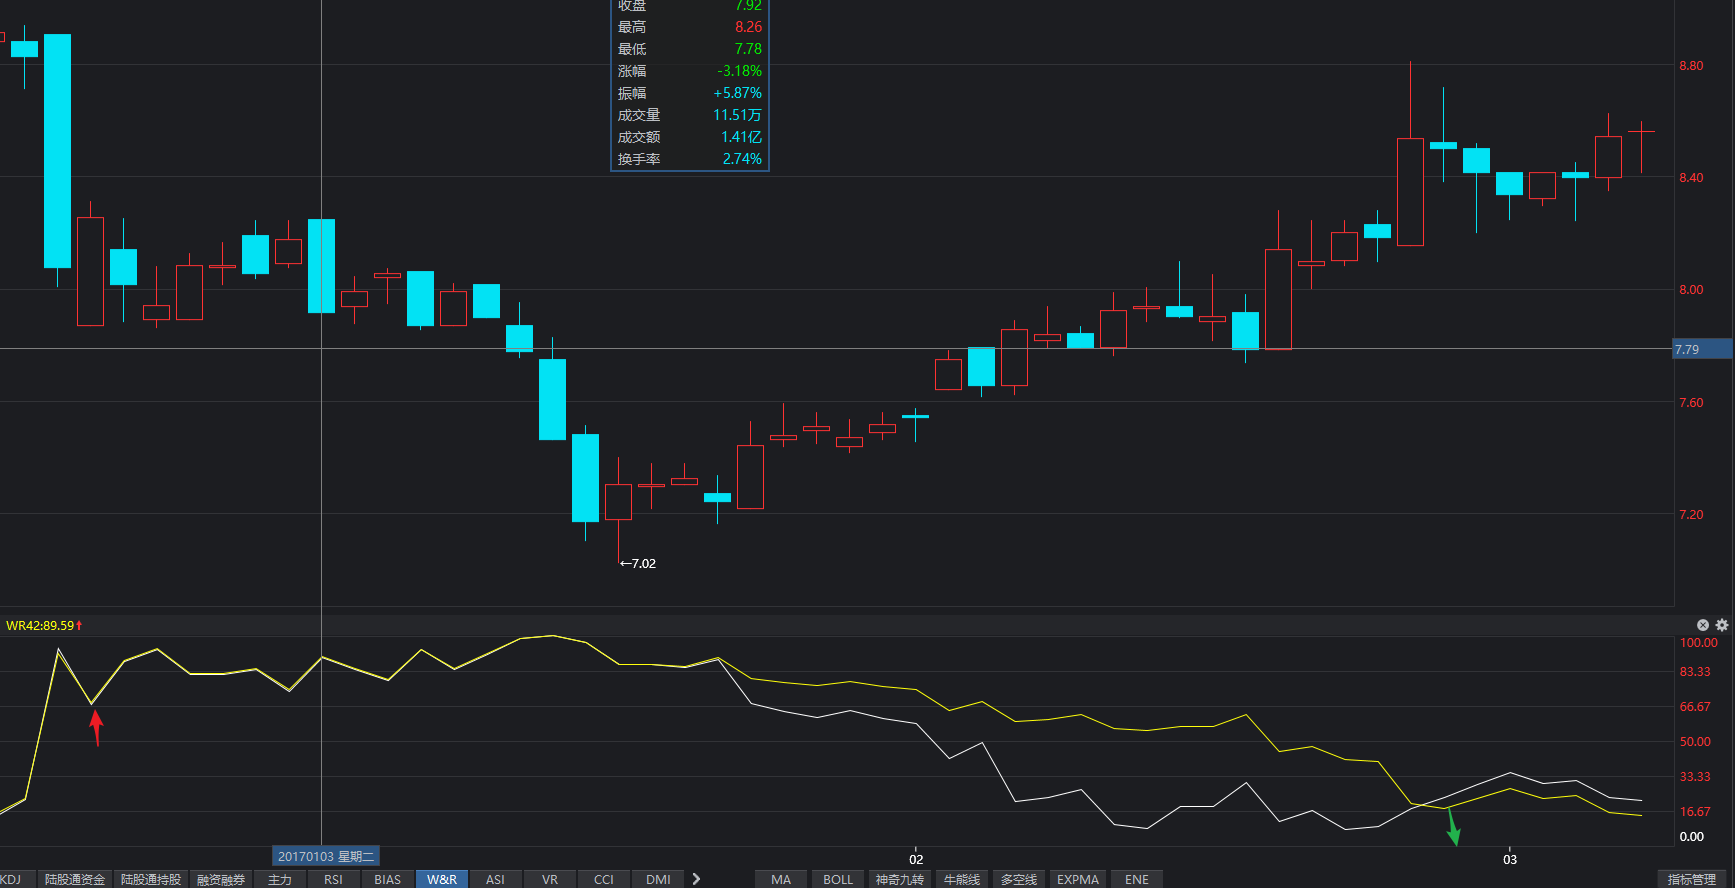 收盘 7.92
最高 8.26
最低 7.78
涨幅 -3.18%
振幅 +5.87%
成交量 11.51万
成交额 1.41亿
换手率 2.74%
8.80
8.40
8.00
7.79
7.60
7.20
←7.02
WR42:89.59↑
100.00
83.33
66.67
50.00
33.33
16.67
0.00
20170103 星期二
02
03
KDJ 陆股通资金 陆股通持股 融资融券 主力 RSI BIAS W&R ASI VR CCI DMI MA BOLL 神奇九转 牛熊线 多空线 EXPMA ENE 指标管理